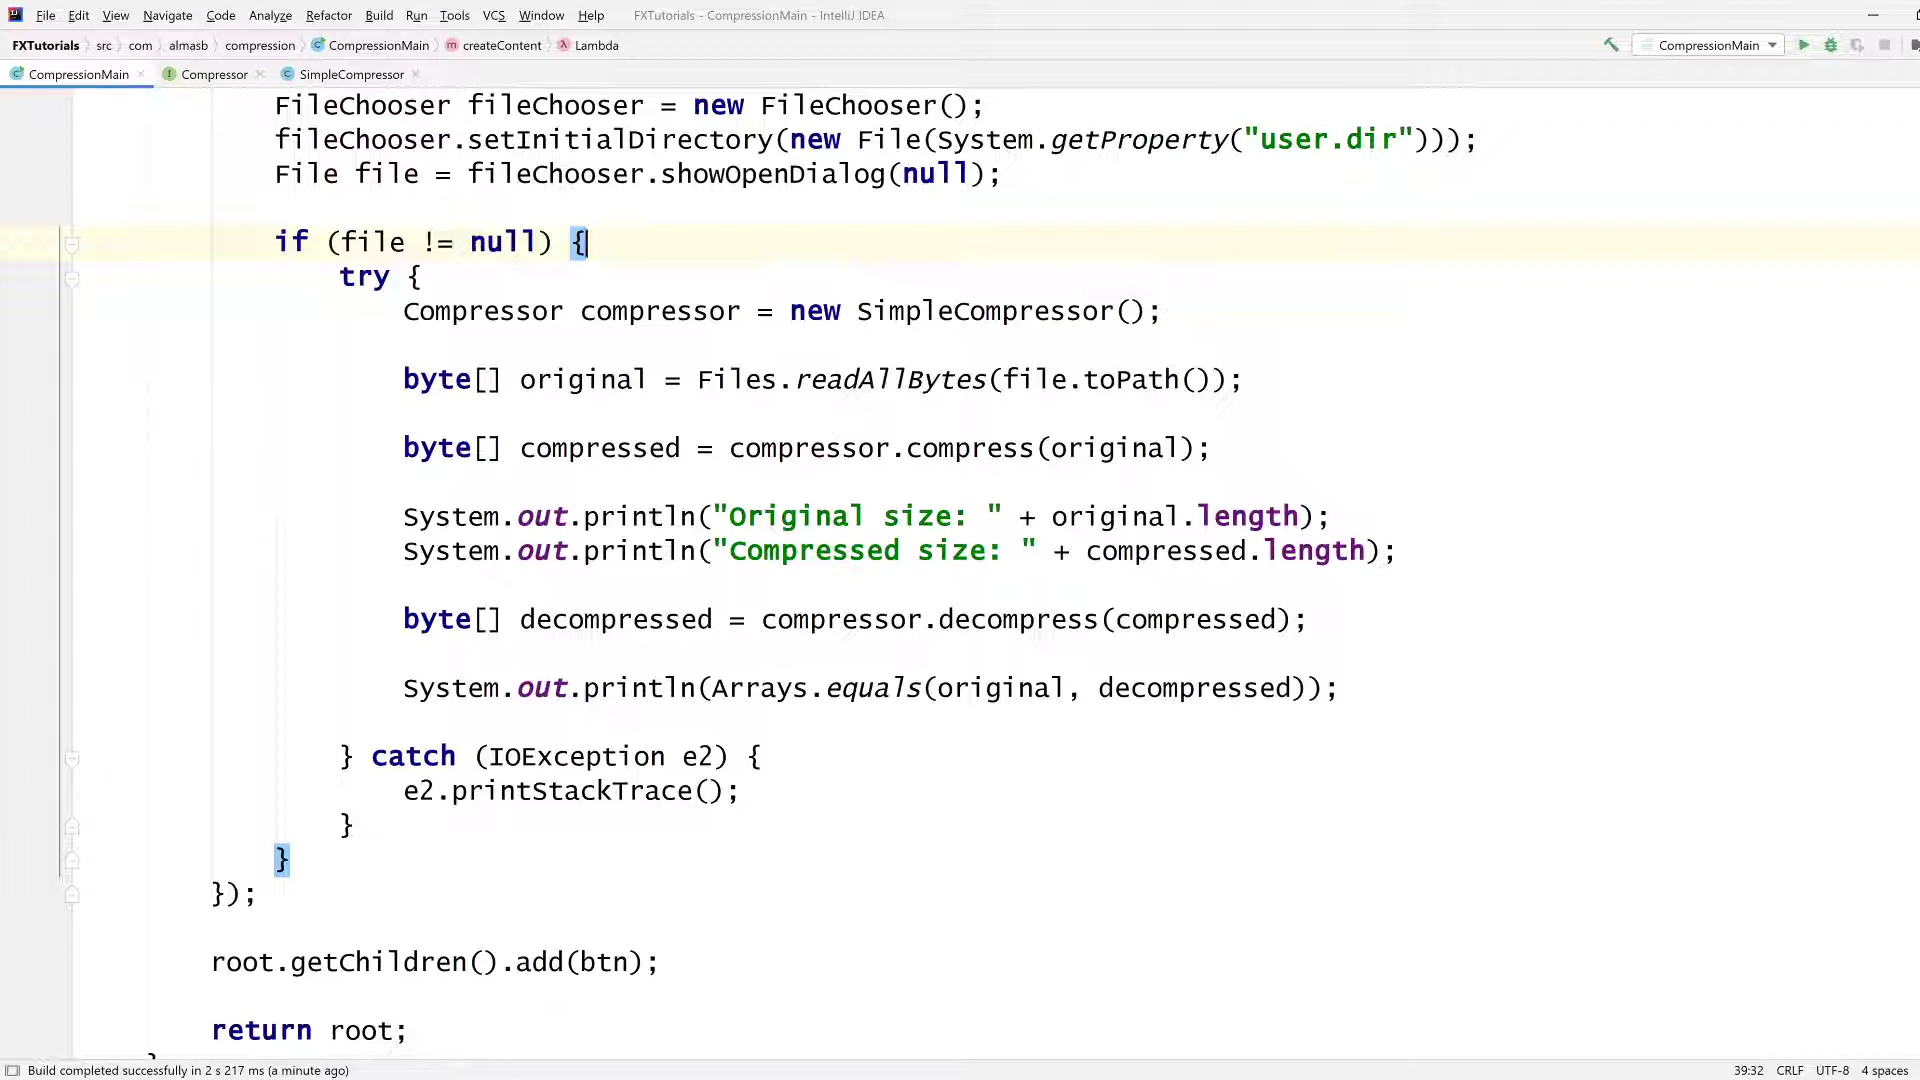 File Edit View Navigate Code Analyze Refactor Build Run Tools VCS Window Help FXTutorials - CompressionMain - IntelliJ IDEA
FXTutorials src com almasb compression CompressionMain createContent Lambda CompressionMain
CompressionMain Compressor SimpleCompressor
FileChooser fileChooser = new FileChooser();
fileChooser.setInitialDirectory(new File(System.getProperty("user.dir")));
File file = fileChooser.showOpenDialog(null);
if (file != null) {
try {
Compressor compressor = new SimpleCompressor();
byte[] original = Files.readAllBytes(file.toPath());
byte[] compressed = compressor.compress(original);
System.out.println("Original size: " + original.length);
System.out.println("Compressed size: " + compressed.length);
byte[] decompressed = compressor.decompress(compressed);
System.out.println(Arrays.equals(original, decompressed));
} catch (IOException e2) {
e2.printStackTrace();
}
}
});
root.getChildren().add(btn);
return root;
Build completed successfully in 2 s 217 ms (a minute ago) 39:32 CRLF UTF-8 4 spaces